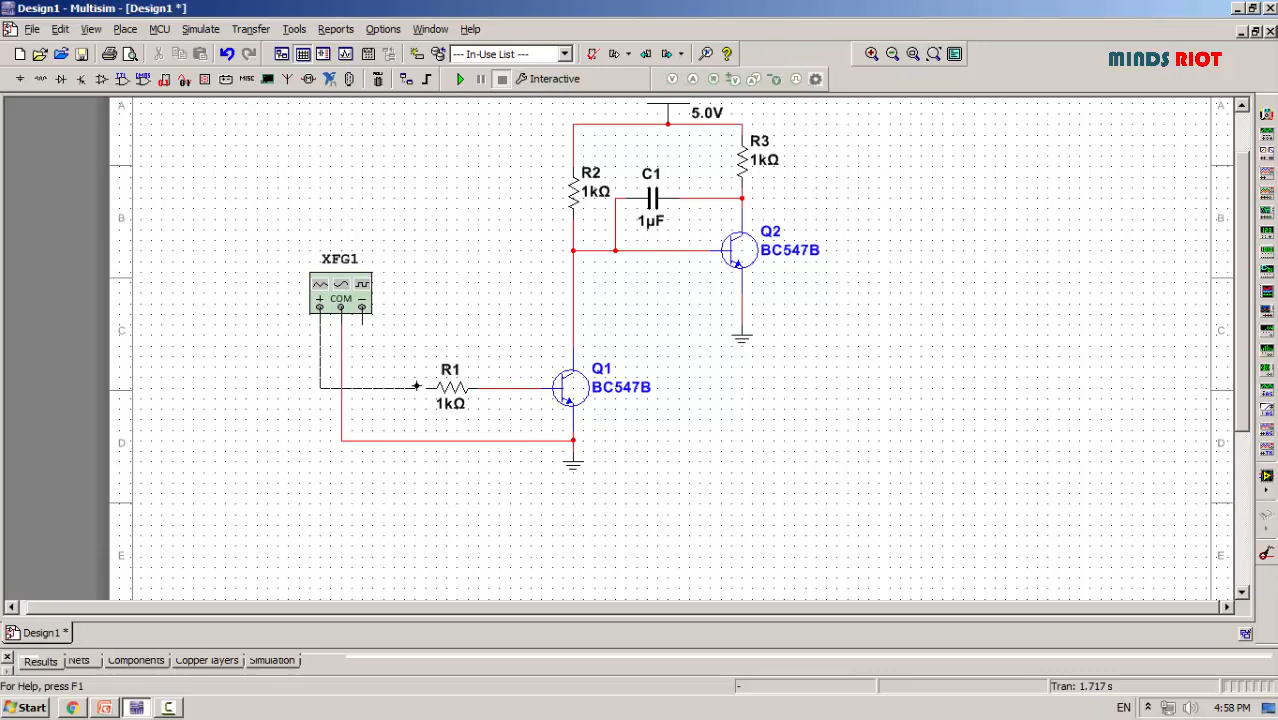 Design1 - Multisim - [Design1 *]
File Edit View Place MCU Simulate Transfer Tools Reports Options Window Help
--- In-Use List ---
MINDS RIOT
Interactive
A
A
5.0V
R3
1kΩ
R2
1kΩ
C1
1µF
B
B
Q2
BC547B
XFG1
COM
C
C
R1
1kΩ
Q1
BC547B
D
D
E
E
Design1 *
Results Nets Components Copper layers Simulation
For Help, press F1
-
Tran: 1.717 s
Start
EN
4:58 PM